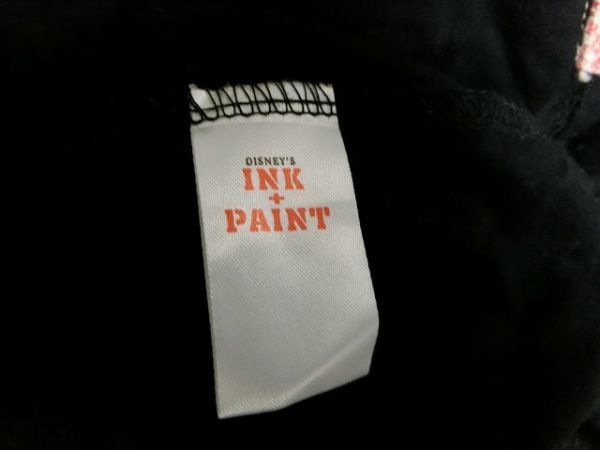 DISNEY'S
INK
+
PAINT